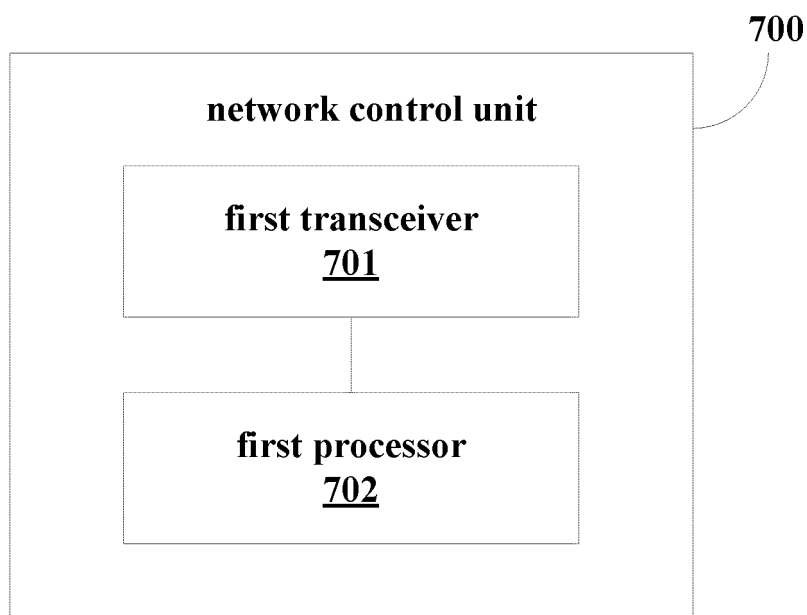 700
network control unit
first transceiver
701
first processor
702